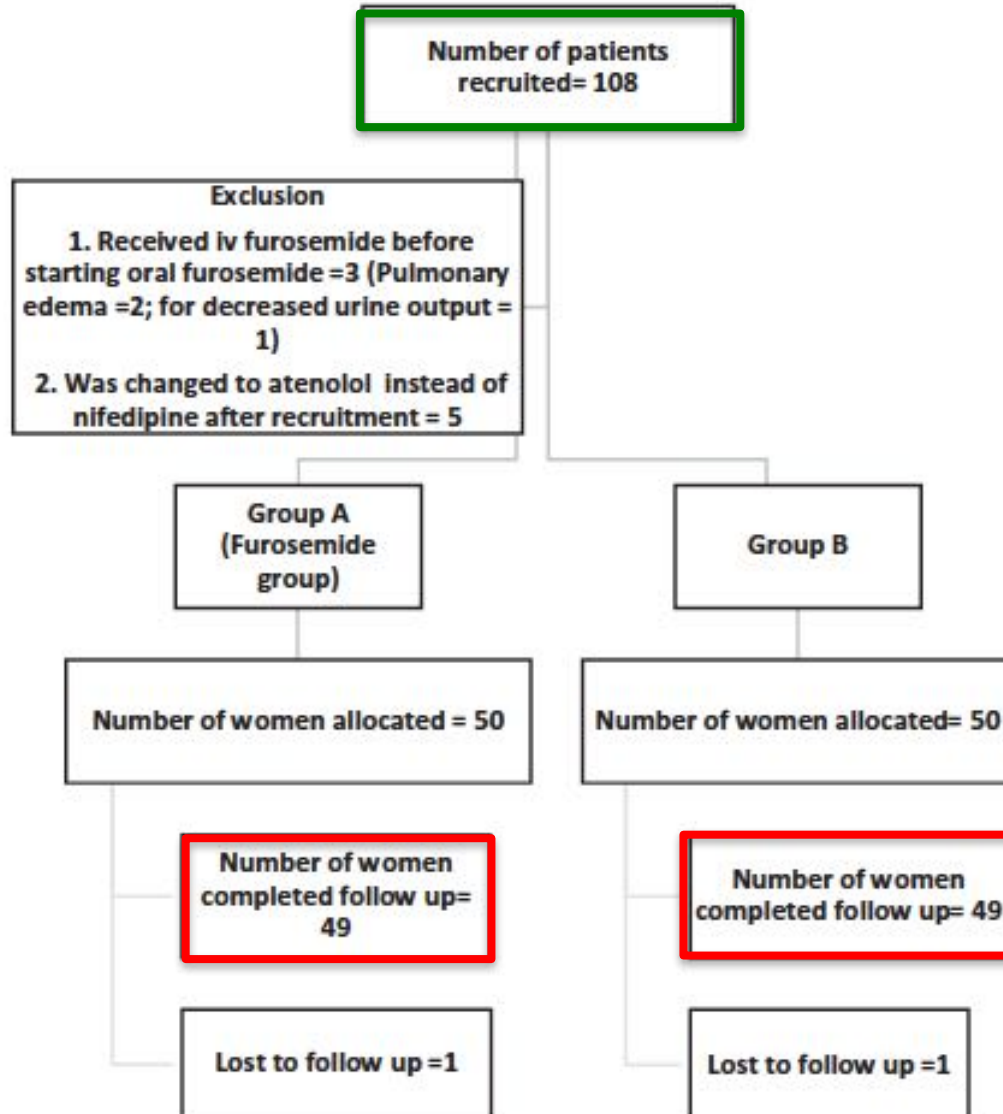 Number of patients
recruited= 108
Exclusion
1. Received iv furosemide before
starting oral furosemide =3 (Pulmonary
edema =2; for decreased urine output =
1)
2. Was changed to atenolol instead of
nifedipine after recruitment = 5
Group A
(Furosemide
group)
Group B
Number of women allocated = 50
Number of women allocated= 50
Number of women
completed follow up=
49
Number of women
completed follow up= 49
Lost to follow up =1
Lost to follow up =1